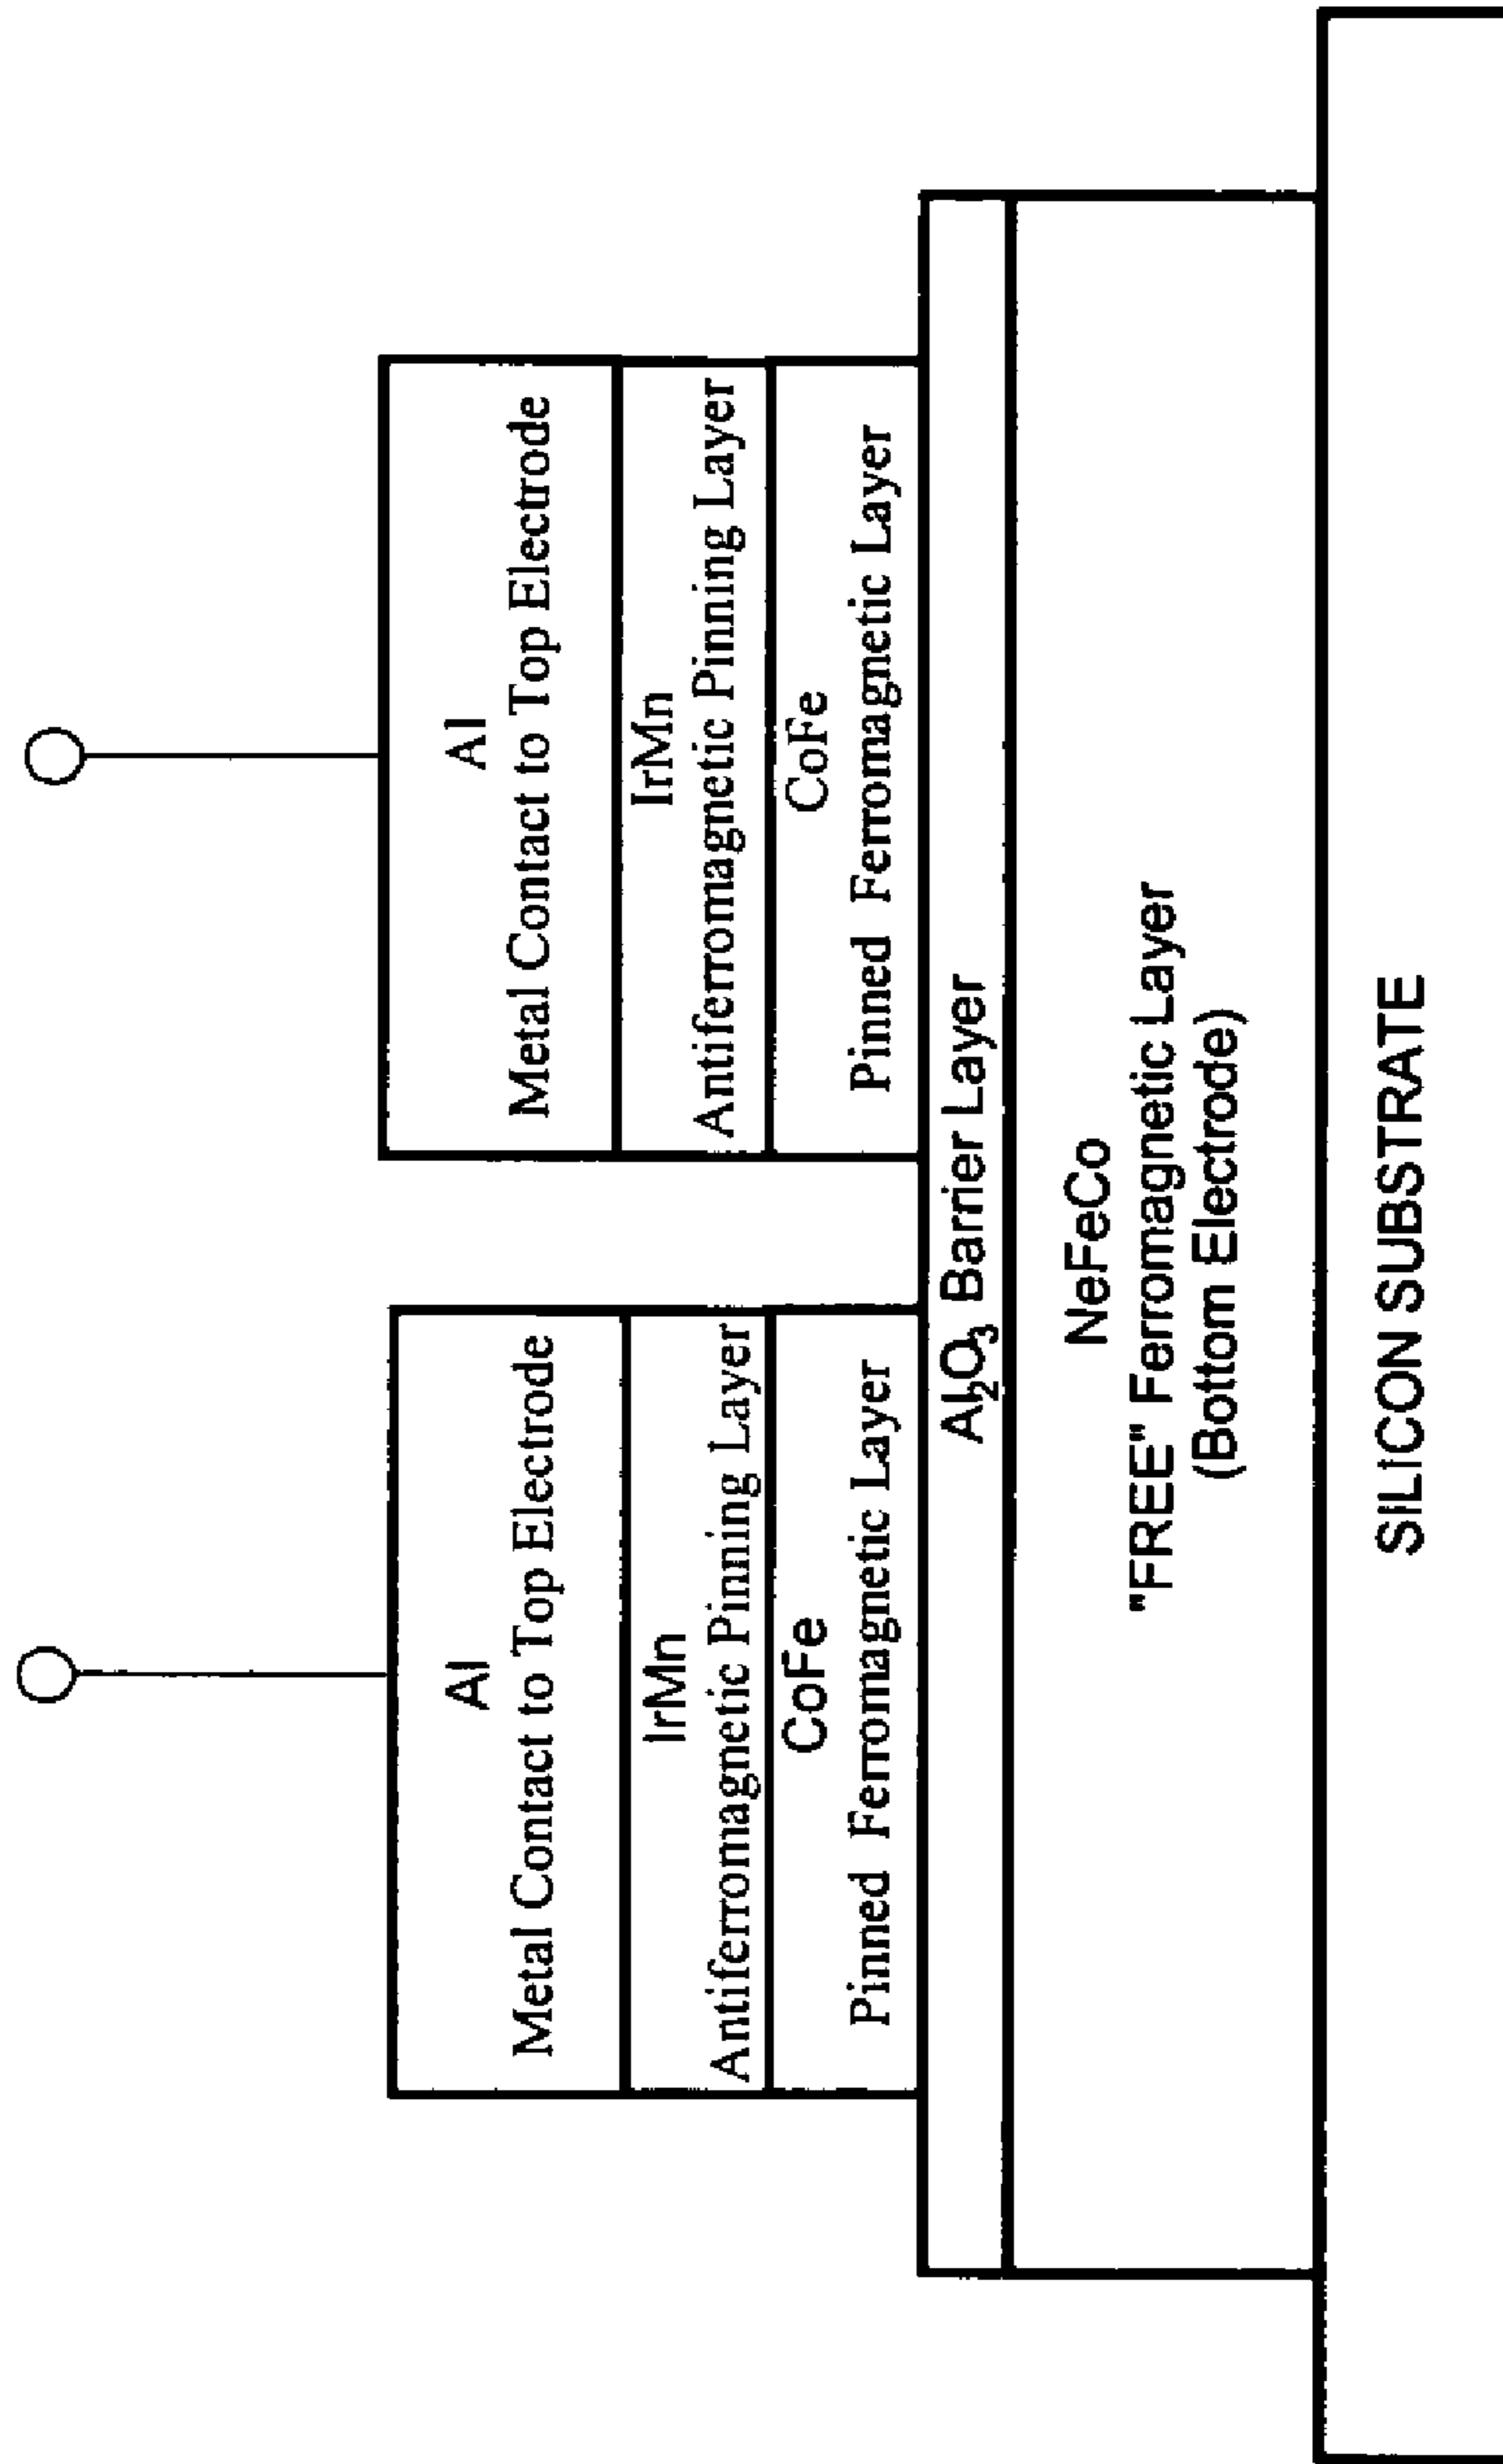 Al
Metal Contact to Top Electrode
IrMn
Antiferromagnetic Pinning Layer
CoFe
Pinned Ferromagnetic Layer
Al
Metal Contact to Top Electrode
IrMn
Antiferromagnetic Pinning Layer
CoFe
Pinned Ferromagnetic Layer
Al₂O₃ Barrier Layer
NeFeCo
"FREE" Ferromagnetic Layer
(Bottom Electrode)
SILICON SUBSTRATE